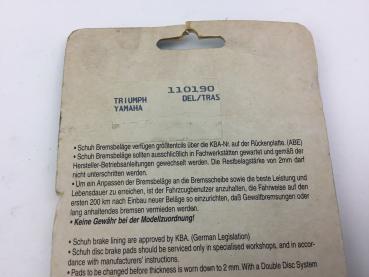 110190
TRIUMPH DEL/TRAS
YAMAHA
• Schuh Bremsbeläge verfügen größtenteils über die KBA-Nr. auf der Rückenplatte. (ABE)
• Schuh Bremsbeläge sollten ausschließlich in Fachwerkstätten gewartet und gemäß der
Hersteller-Betriebsanleitungen gewechselt werden. Die Restbelagstärke von 2mm darf
nicht unterschritten werden.
• Um ein Anpassen der Bremsbeläge an die Bremsscheibe sowie die beste Leistung und
Lebensdauer zu erreichen, ist der Fahrzeugbenutzer anzuhalten, die Fahrweise auf den
ersten 200 km nach Einbau neuer Beläge so einzurichten, daß Gewaltbremsungen oder
lang anhaltendes bremsen vermieden werden.
• Keine Gewähr bei der Modellzuordnung!
• Schuh brake lining are approved by KBA. (German Legislation)
• Schuh disc brake pads should be serviced only in specialised workshops, and in accor-
dance with manufacturers' instructions.
• Pads to be changed before thickness is worn down to 2 mm. With a Double Disc System